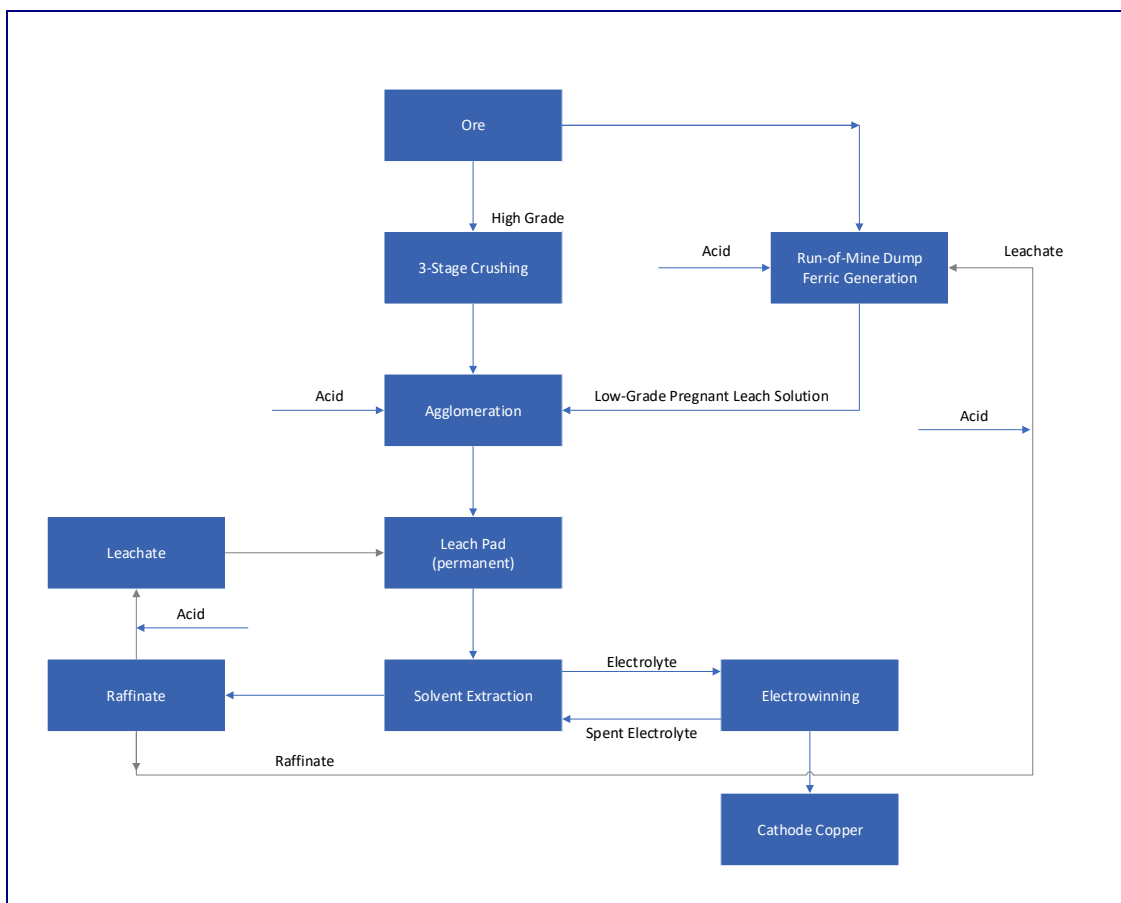 Ore
High Grade
3-Stage Crushing
Acid
Run-of-Mine Dump
Ferric Generation
Leachate
Acid
Agglomeration
Low-Grade Pregnant Leach Solution
Acid
Leachate
Leach Pad
(permanent)
Acid
Raffinate
Solvent Extraction
Electrolyte
Electrowinning
Spent Electrolyte
Raffinate
Cathode Copper